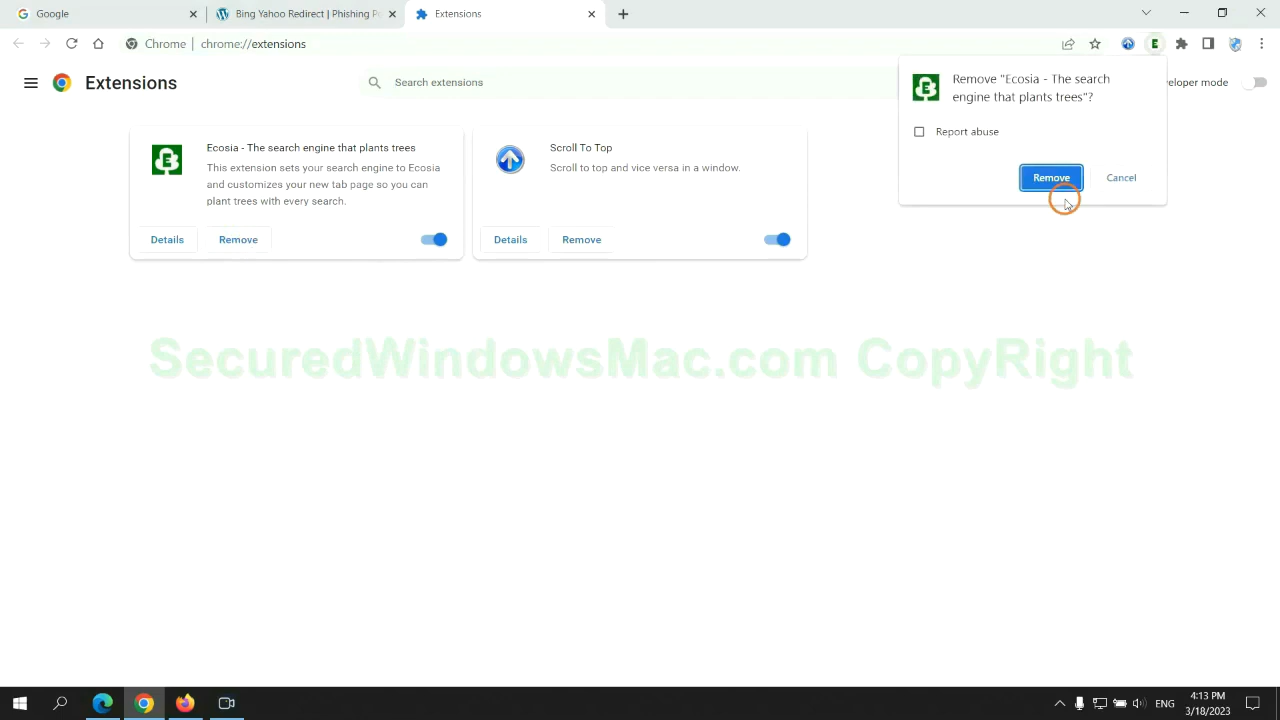 Google
Bing Yahoo Redirect | Phishing P
Extensions
Chrome
chrome://extensions
Extensions
Search extensions
veloper mode
Remove "Ecosia - The search
engine that plants trees"?
Report abuse
Remove
Cancel
Ecosia - The search engine that plants trees
This extension sets your search engine to Ecosia
and customizes your new tab page so you can
plant trees with every search.
Details
Remove
Scroll To Top
Scroll to top and vice versa in a window.
Details
Remove
SecuredWindowsMac.com CopyRight
ENG
4:13 PM
3/18/2023